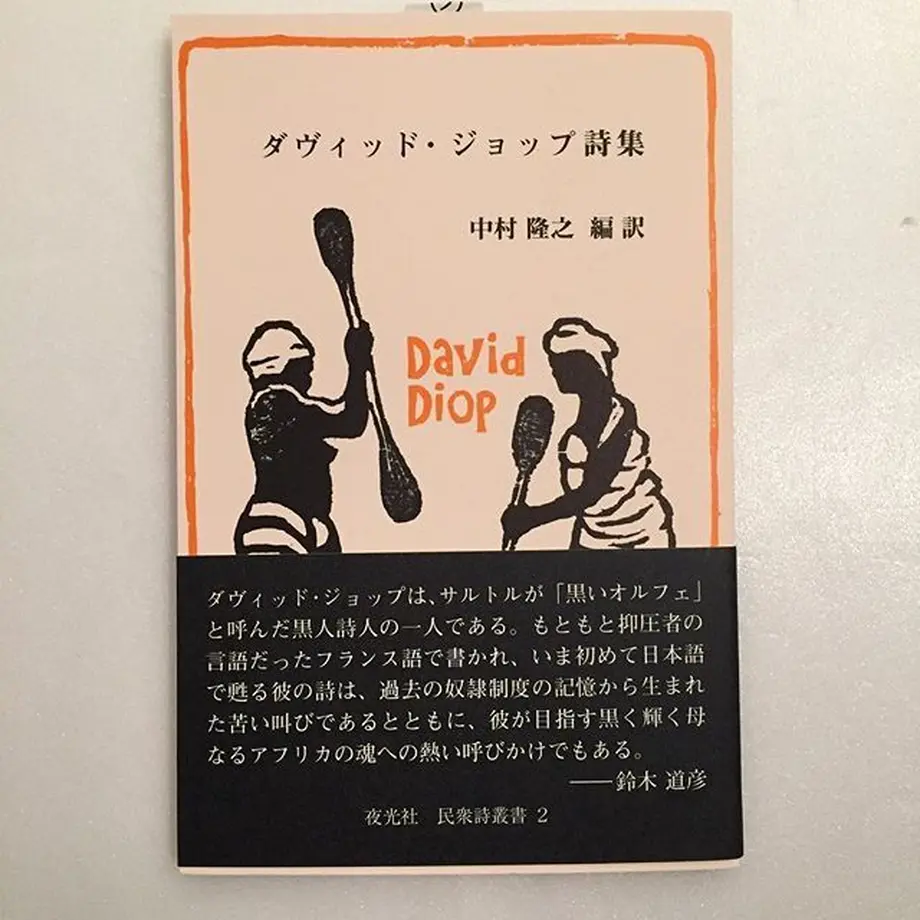 ダヴィッド・ジョップ詩集
中村 隆之 編訳
David
Diop
ダヴィッド・ジョップは、サルトルが「黒いオルフェ」
と呼んだ黒人詩人の一人である。もともと抑圧者の
言語だったフランス語で書かれ、いま初めて日本語
で甦る彼の詩は、過去の奴隷制度の記憶から生まれ
た苦い叫びであるとともに、彼が目指す黒く輝く母
なるアフリカの魂への熱い呼びかけでもある。
——鈴木 道彦
夜光社 民衆詩叢書 2